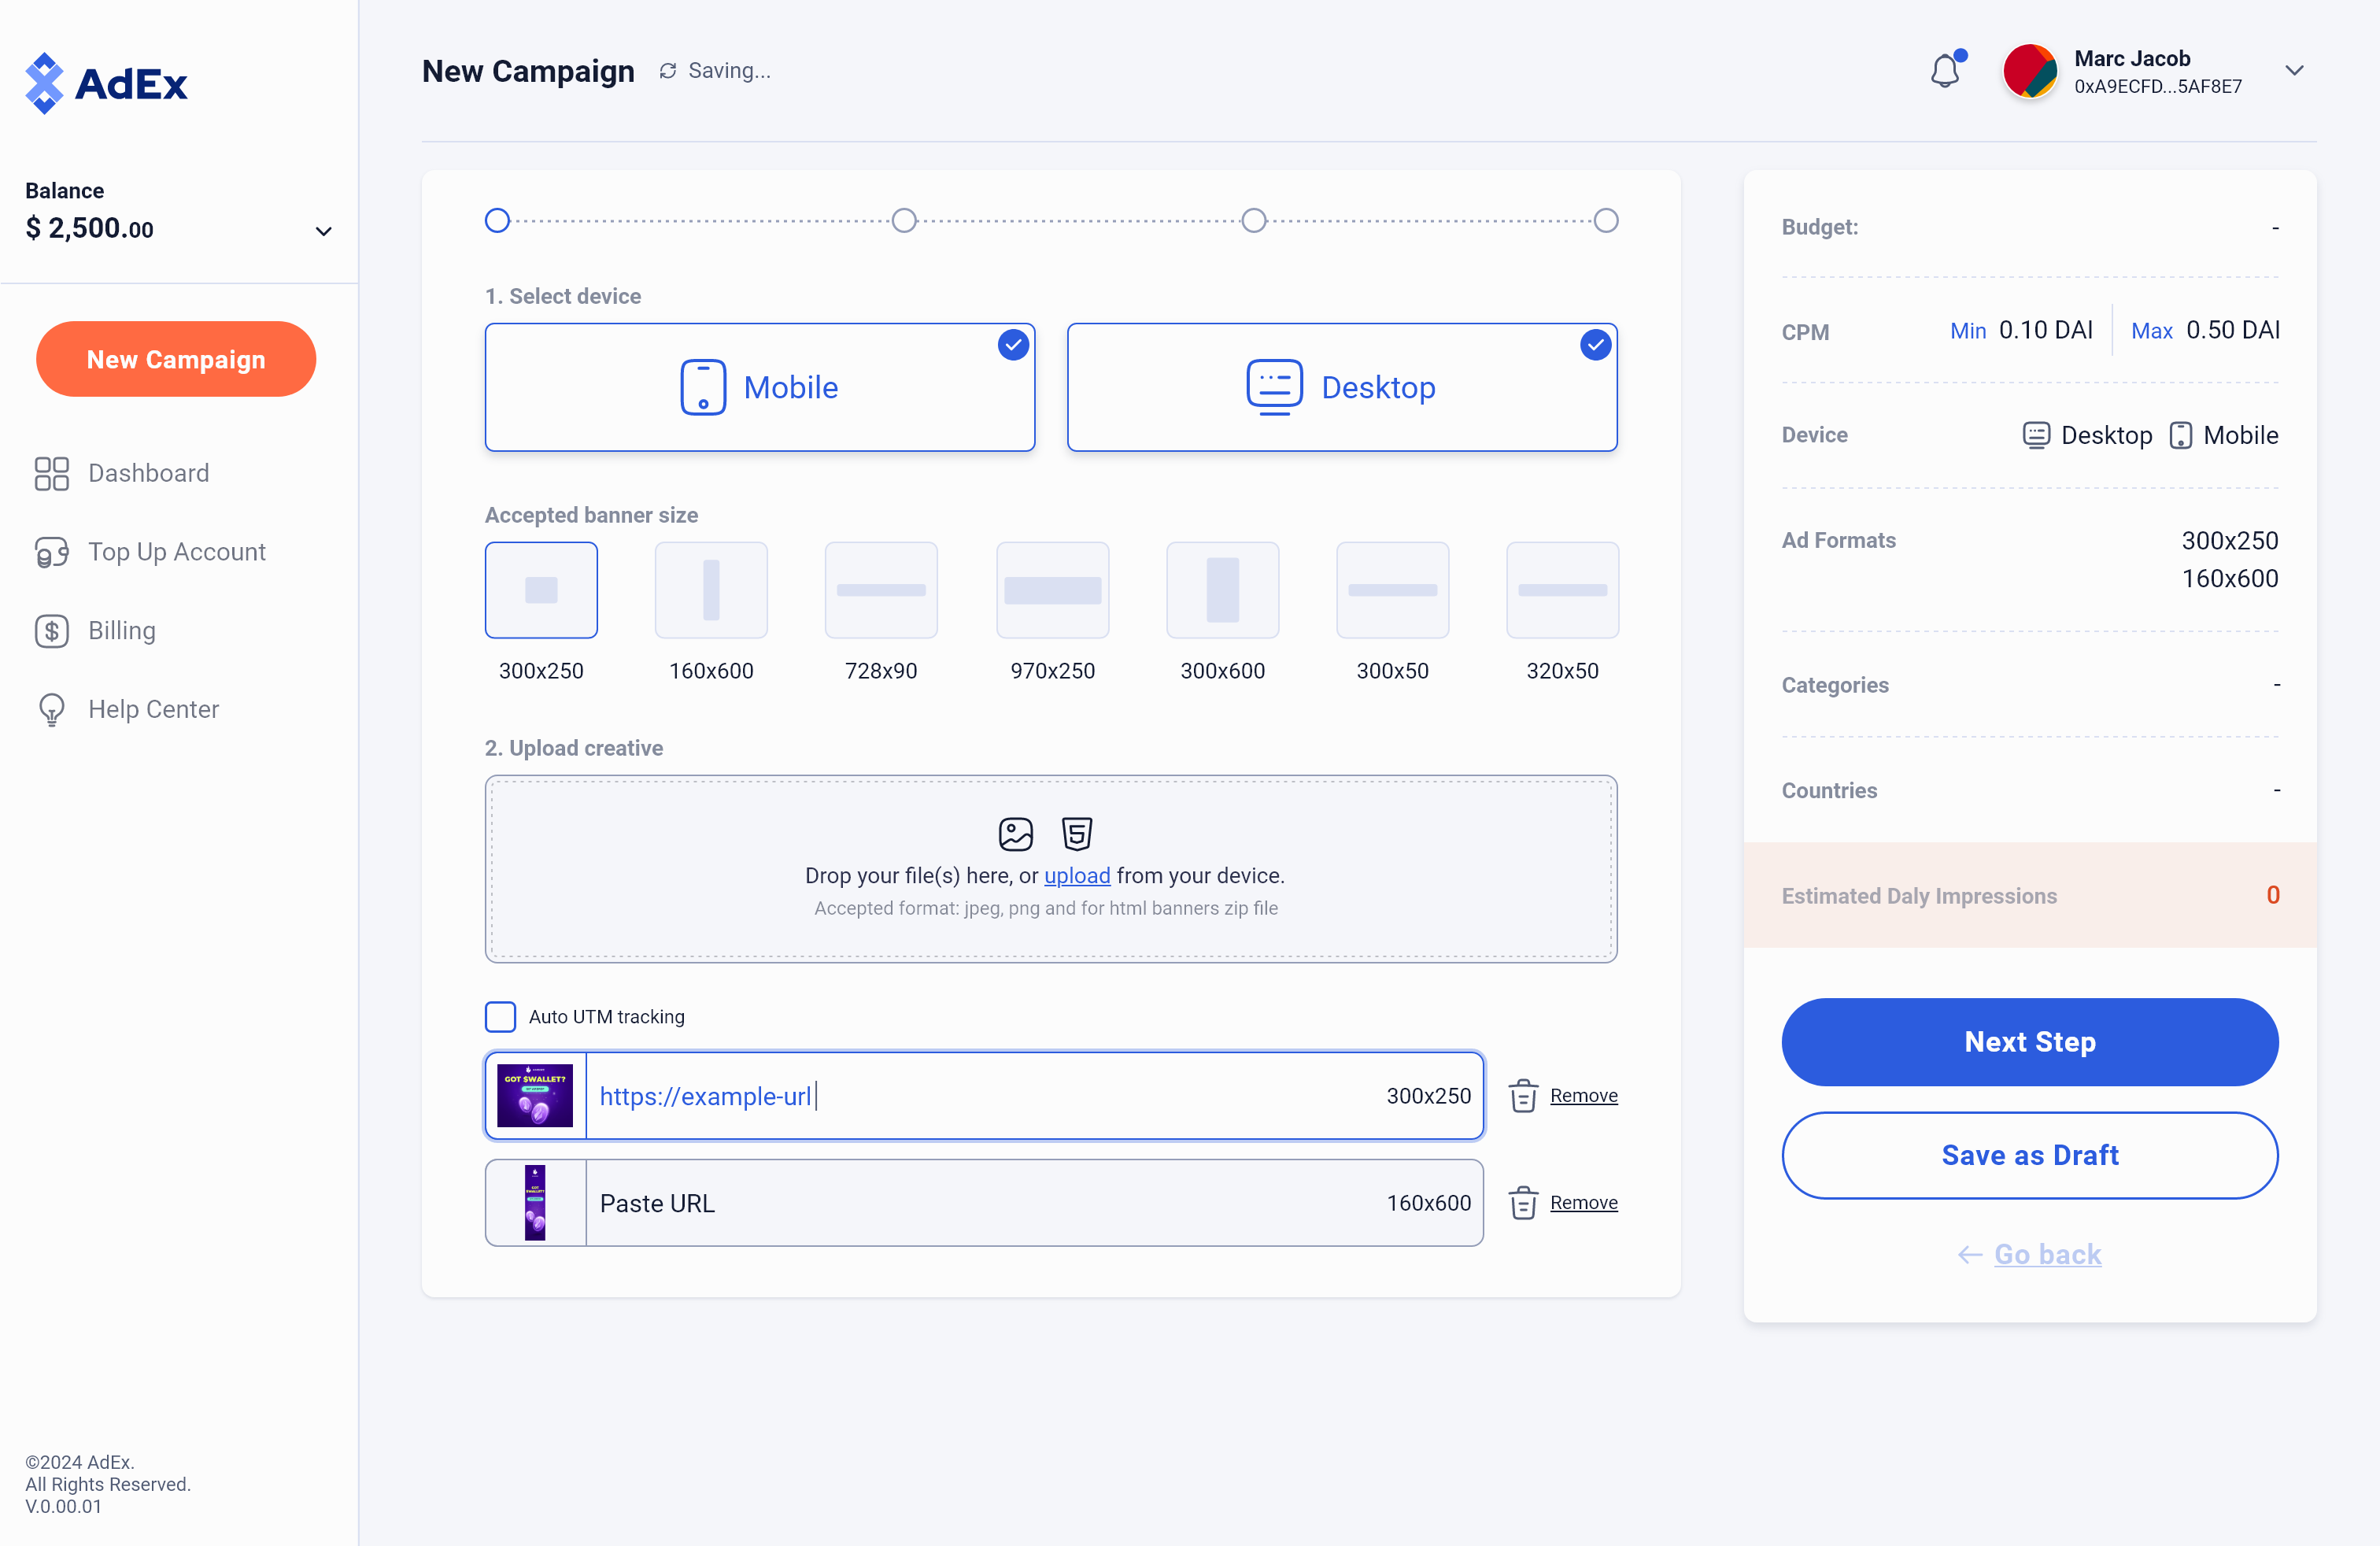 AdEx
Balance
$ 2,500.00
New Campaign
Dashboard
Top Up Account
Billing
Help Center
©2024 AdEx.
All Rights Reserved.
V.0.00.01
New Campaign
Saving...
Marc Jacob
0xA9ECFD...5AF8E7
1. Select device
Mobile
Desktop
Accepted banner size
300x250
160x600
728x90
970x250
300x600
300x50
320x50
2. Upload creative
Drop your file(s) here, or upload from your device.
Accepted format: jpeg, png and for html banners zip file
Auto UTM tracking
GOT $WALLET?
https://example-url
300x250
Remove
Paste URL
160x600
Remove
Budget:
-
CPM
Min 0.10 DAI
Max 0.50 DAI
Device
Desktop
Mobile
Ad Formats
300x250
160x600
Categories
-
Countries
-
Estimated Daly Impressions
0
Next Step
Save as Draft
Go back